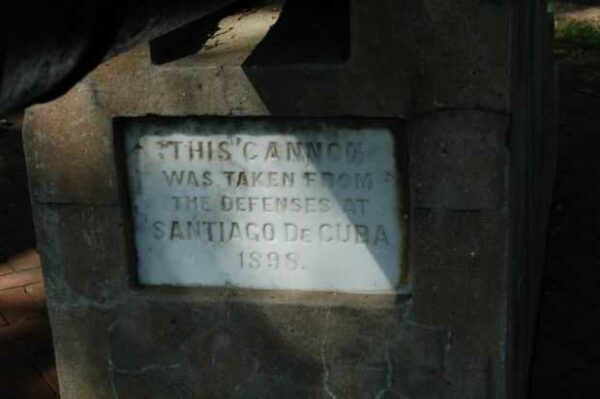 THIS CANNON
WAS TAKEN FROM
THE DEFENSES AT
SANTIAGO DE CUBA
1898.